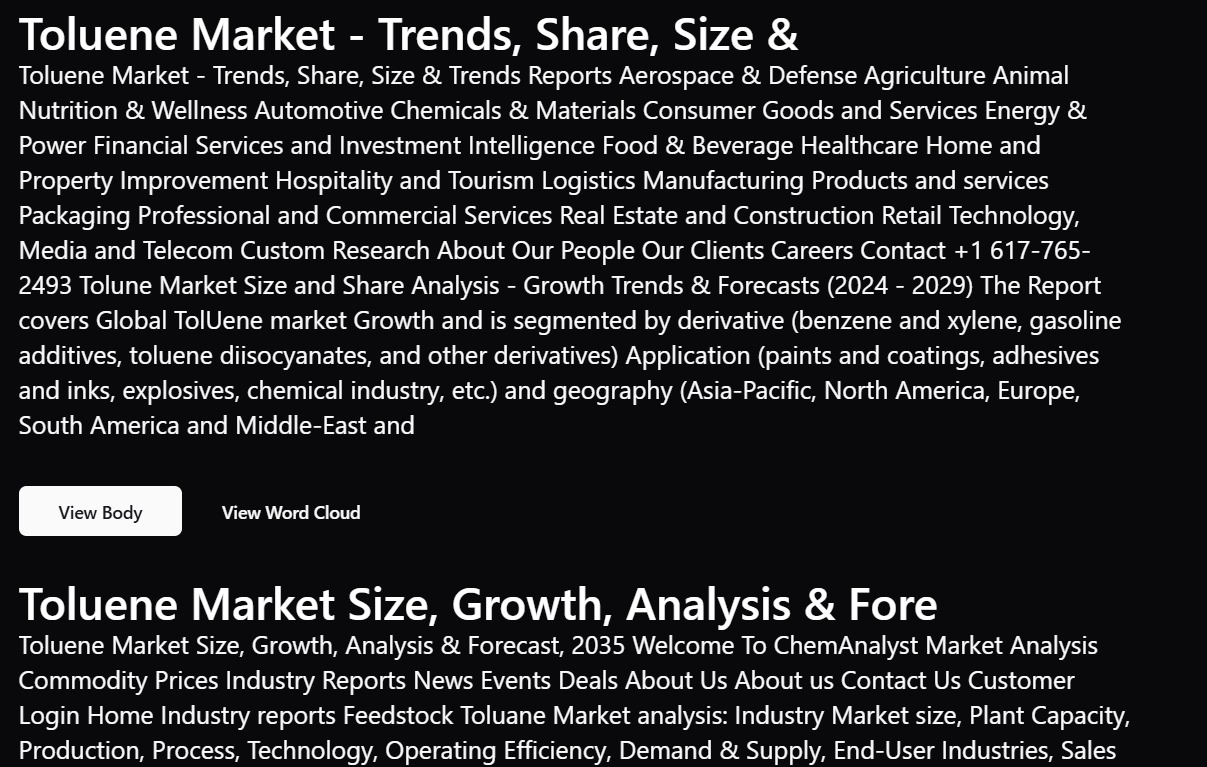 Toluene Market - Trends, Share, Size &
Toluene Market - Trends, Share, Size & Trends Reports Aerospace & Defense Agriculture Animal
Nutrition & Wellness Automotive Chemicals & Materials Consumer Goods and Services Energy &
Power Financial Services and Investment Intelligence Food & Beverage Healthcare Home and
Property Improvement Hospitality and Tourism Logistics Manufacturing Products and services
Packaging Professional and Commercial Services Real Estate and Construction Retail Technology,
Media and Telecom Custom Research About Our People Our Clients Careers Contact +1 617-765-
2493 Tolune Market Size and Share Analysis - Growth Trends & Forecasts (2024 - 2029) The Report
covers Global TolUene market Growth and is segmented by derivative (benzene and xylene, gasoline
additives, toluene diisocyanates, and other derivatives) Application (paints and coatings, adhesives
and inks, explosives, chemical industry, etc.) and geography (Asia-Pacific, North America, Europe,
South America and Middle-East and
View Body
View Word Cloud
Toluene Market Size, Growth, Analysis & Fore
Toluene Market Size, Growth, Analysis & Forecast, 2035 Welcome To ChemAnalyst Market Analysis
Commodity Prices Industry Reports News Events Deals About Us About us Contact Us Customer
Login Home Industry reports Feedstock Toluane Market analysis: Industry Market size, Plant Capacity,
Production, Process, Technology, Operating Efficiency, Demand & Supply, End-User Industries, Sales